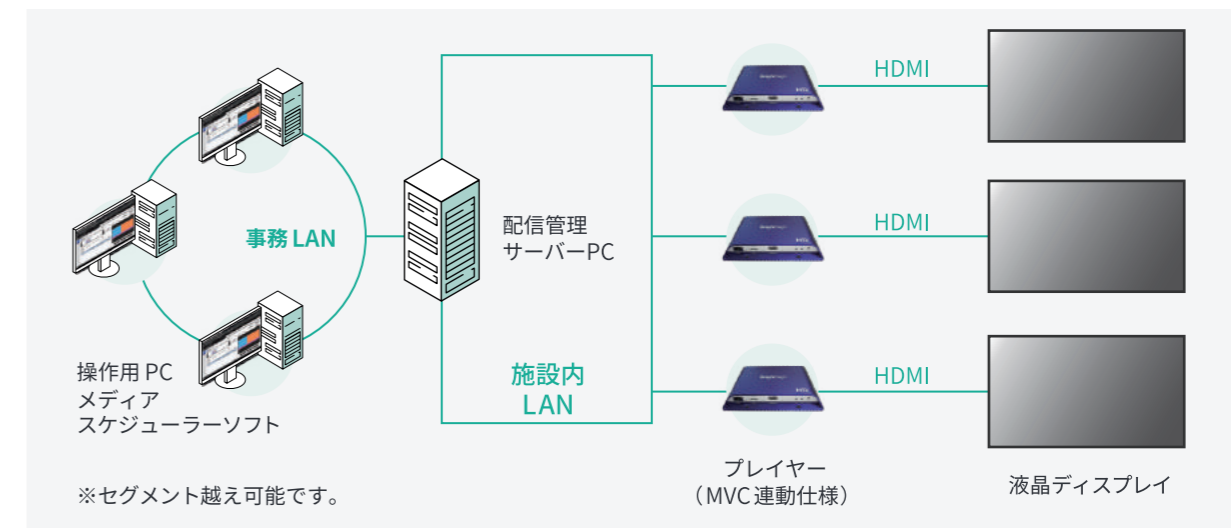 HDMI
事務 LAN
配信管理
サーバーPC
HDMI
操作用 PC
メディア
スケジューラーソフト
施設内
LAN
HDMI
プレイヤー
（MVC 連動仕様）
液晶ディスプレイ
※セグメント越え可能です。